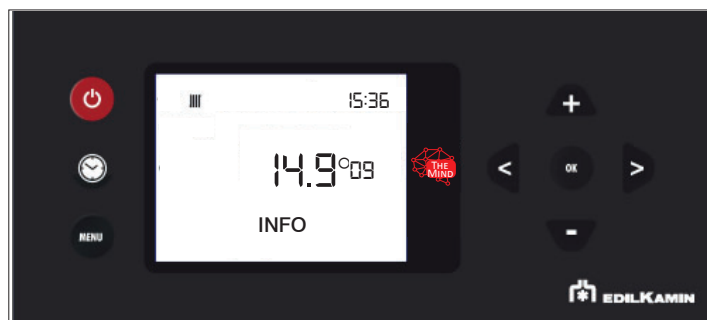 15:36
14.9°09
THE
MIND
< OK >
INFO
MENU
EDILKAMIN